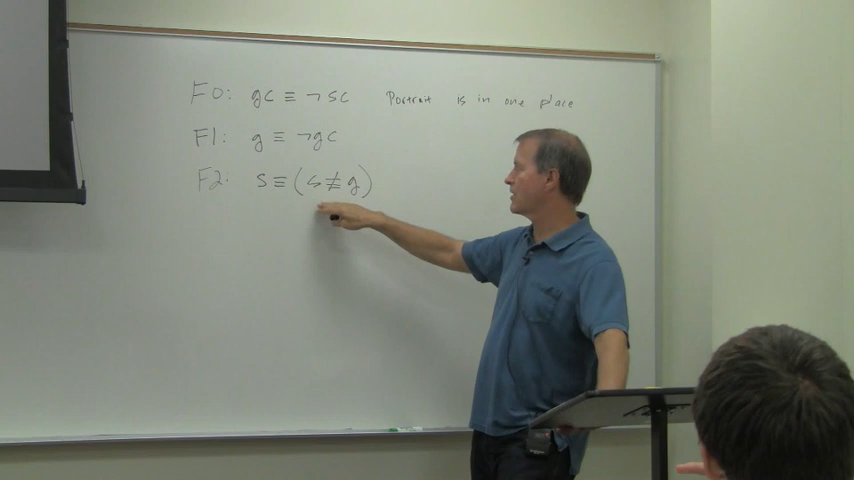 F0: gc ≡ ¬sc Portrait is in one place
F1: g ≡ ¬gc
F2: s ≡ (s ≢ g)